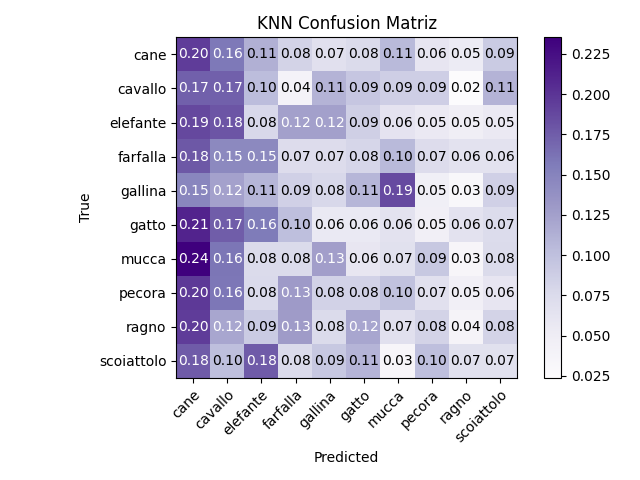 KNN Confusion Matriz
cane 0.20 0.16 0.11 0.08 0.07 0.08 0.11 0.06 0.05 0.09
cavallo 0.17 0.17 0.10 0.04 0.11 0.09 0.09 0.09 0.02 0.11
elefante 0.19 0.18 0.08 0.12 0.12 0.09 0.06 0.05 0.05 0.05
farfalla 0.18 0.15 0.15 0.07 0.07 0.08 0.10 0.07 0.06 0.06
gallina 0.15 0.12 0.11 0.09 0.08 0.11 0.19 0.05 0.03 0.09
gatto 0.21 0.17 0.16 0.10 0.06 0.06 0.06 0.05 0.06 0.07
mucca 0.24 0.16 0.08 0.08 0.13 0.06 0.07 0.09 0.03 0.08
pecora 0.20 0.16 0.08 0.13 0.08 0.08 0.10 0.07 0.05 0.06
ragno 0.20 0.12 0.09 0.13 0.08 0.12 0.07 0.08 0.04 0.08
scoiattolo 0.18 0.10 0.18 0.08 0.09 0.11 0.03 0.10 0.07 0.07
True
cane cavallo elefante farfalla gallina gatto mucca pecora ragno scoiattolo
Predicted
0.225
0.200
0.175
0.150
0.125
0.100
0.075
0.050
0.025